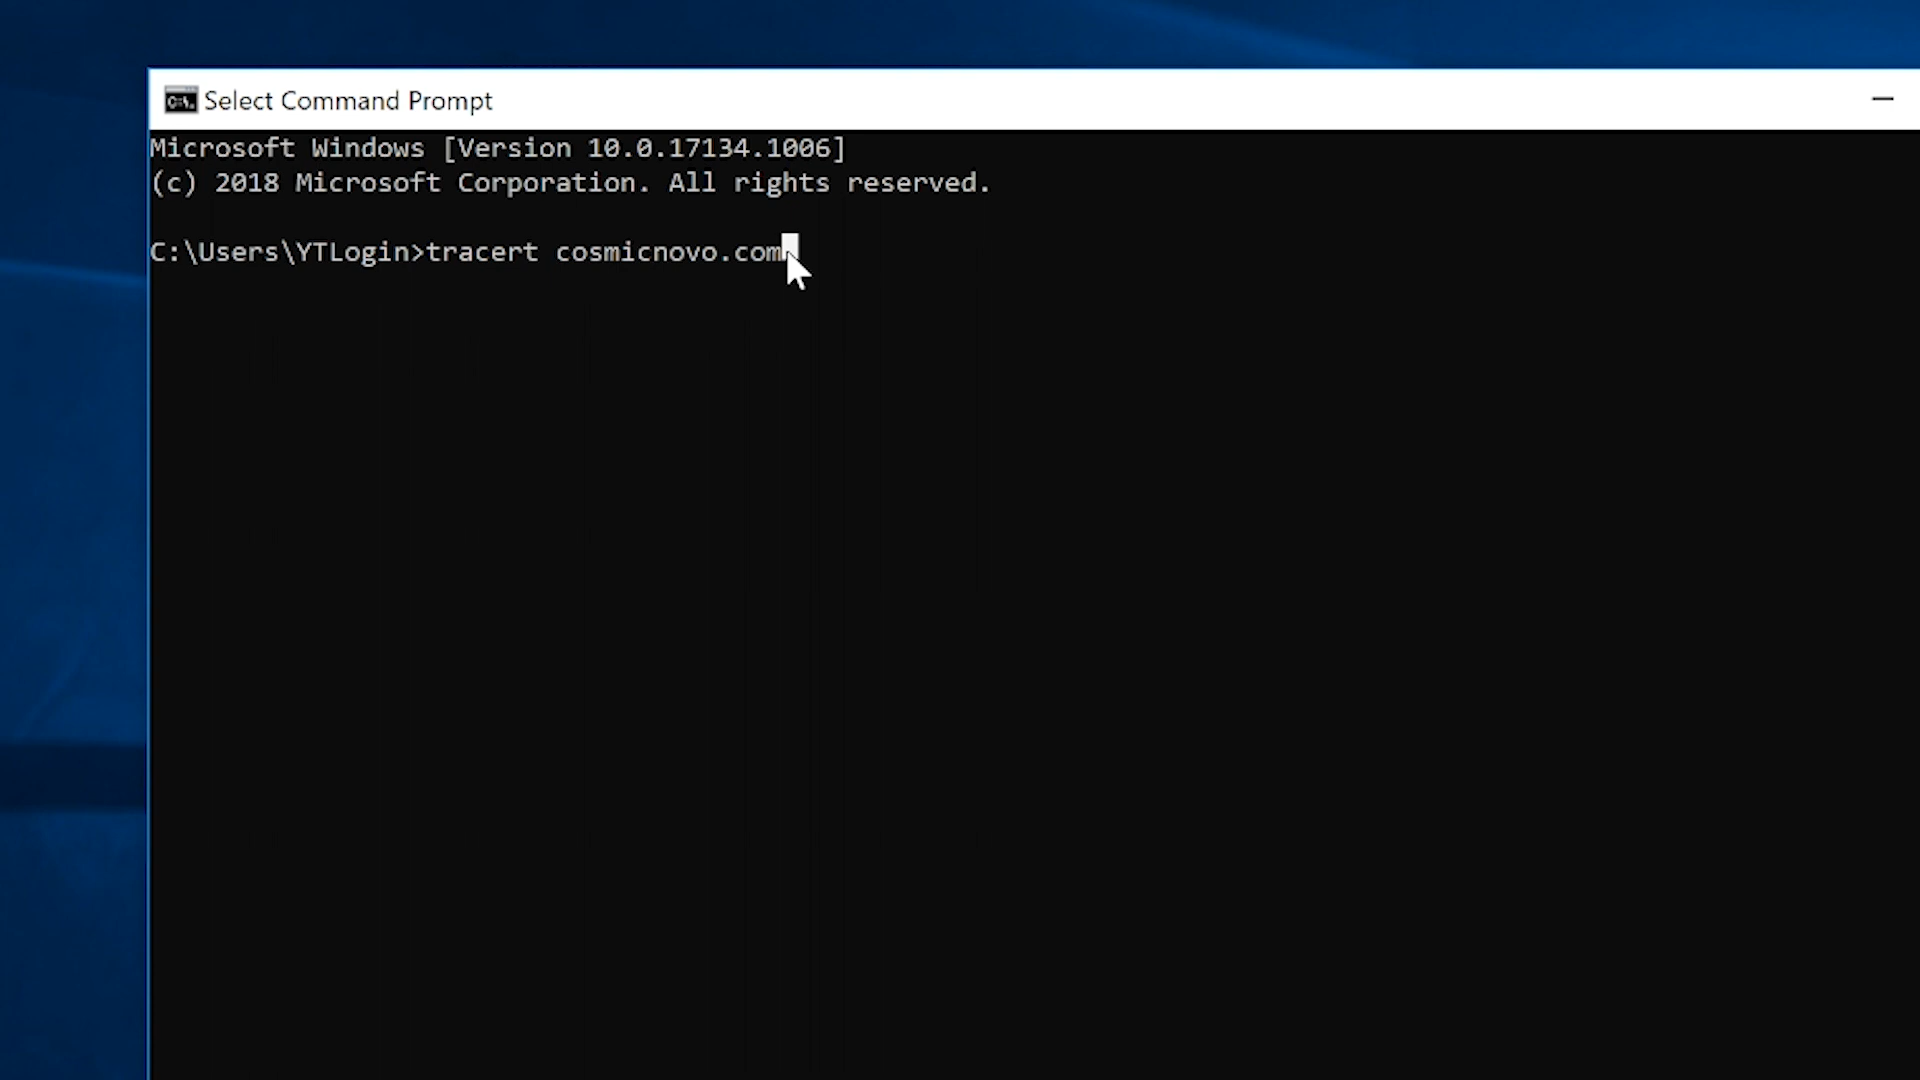 Select Command Prompt
Microsoft Windows [Version 10.0.17134.1006]
(c) 2018 Microsoft Corporation. All rights reserved.
C:\Users\YTLogin>tracert cosmicnovo.com